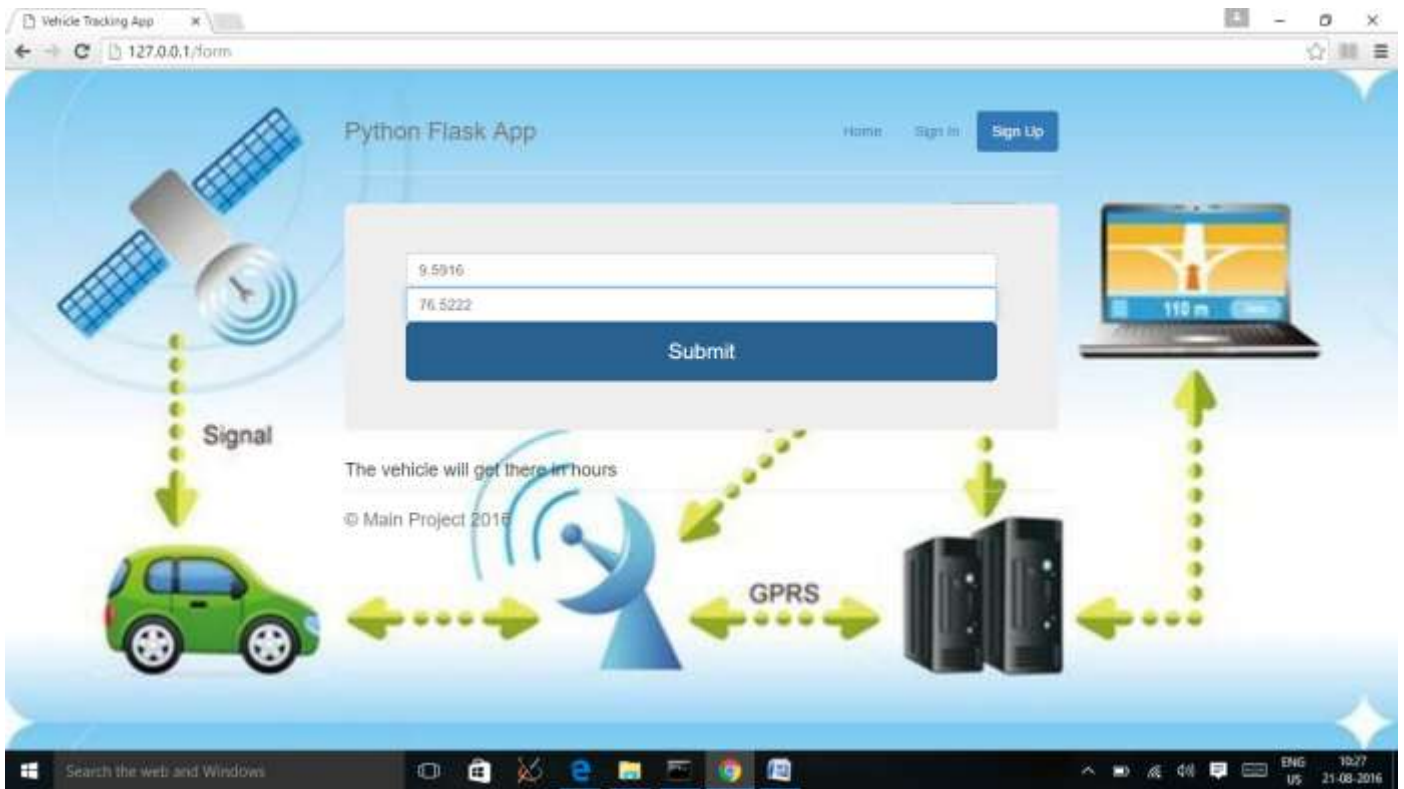 Vehicle Tracking App
127.0.0.1/form
Python Flask App
Home Sign In Sign Up
9.5916
76.5222
Submit
110 m
Signal
The vehicle will get there in hours
© Main Project 2016
GPRS
Search the web and Windows
ENG 10:27
US 21-08-2016